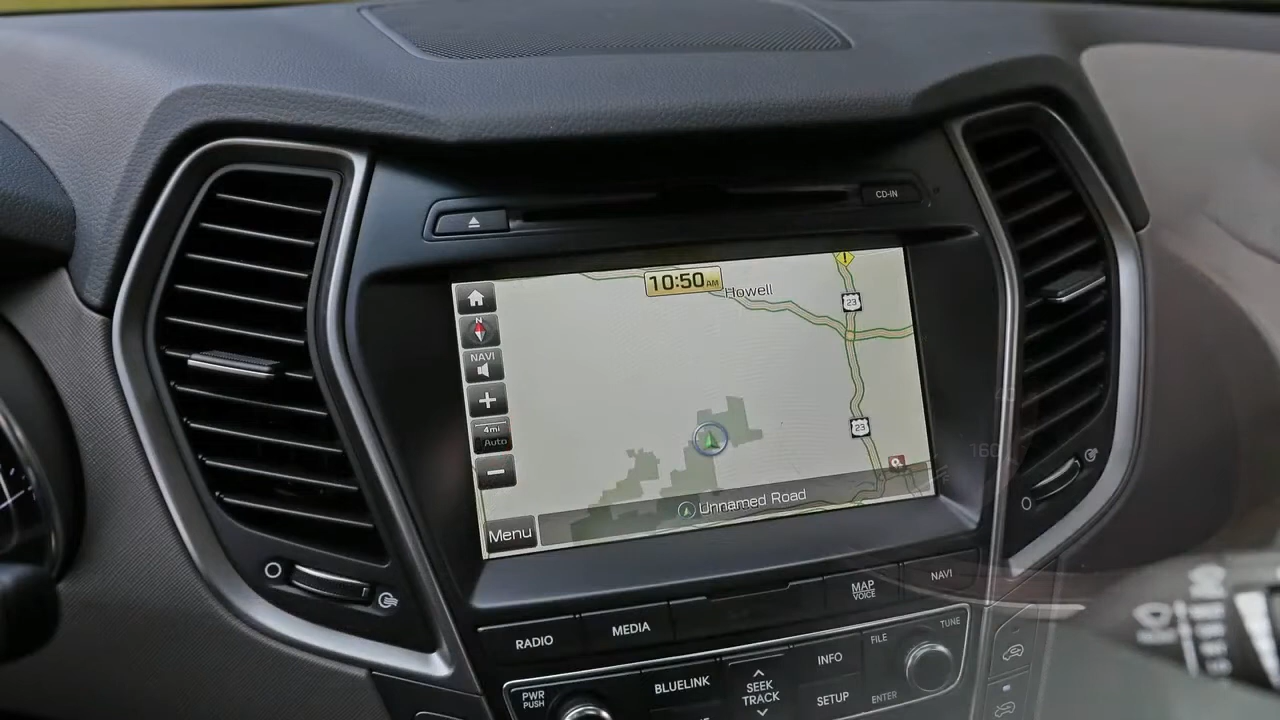 CD-IN
10:50 AM
Howell
N
23
NAVI
4mi
Auto
23
160
Unnamed Road
Menu
MAP
VOICE
NAVI
RADIO
MEDIA
FILE
TUNE
INFO
BLUELINK
SEEK
TRACK
SETUP
ENTER
PWR
PUSH